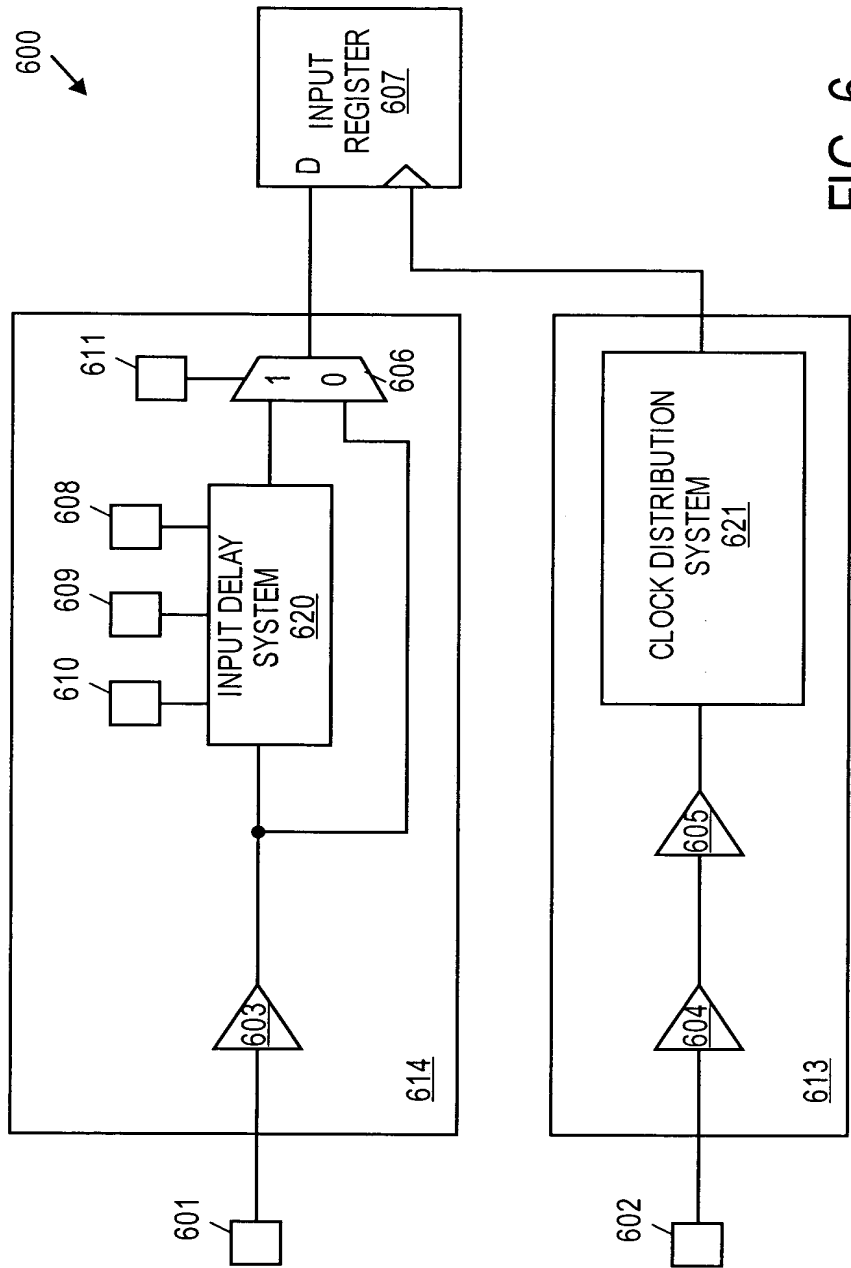 600
614
601
603
610
609
608
INPUT DELAY
SYSTEM
620
611
1
0
606
D
INPUT
REGISTER
607
613
602
604
605
CLOCK DISTRIBUTION
SYSTEM
621
FIG. 6